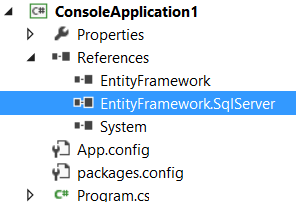 C# ConsoleApplication1
Properties
References
EntityFramework
EntityFramework.SqlServer
System
App.config
packages.config
C# Program.cs